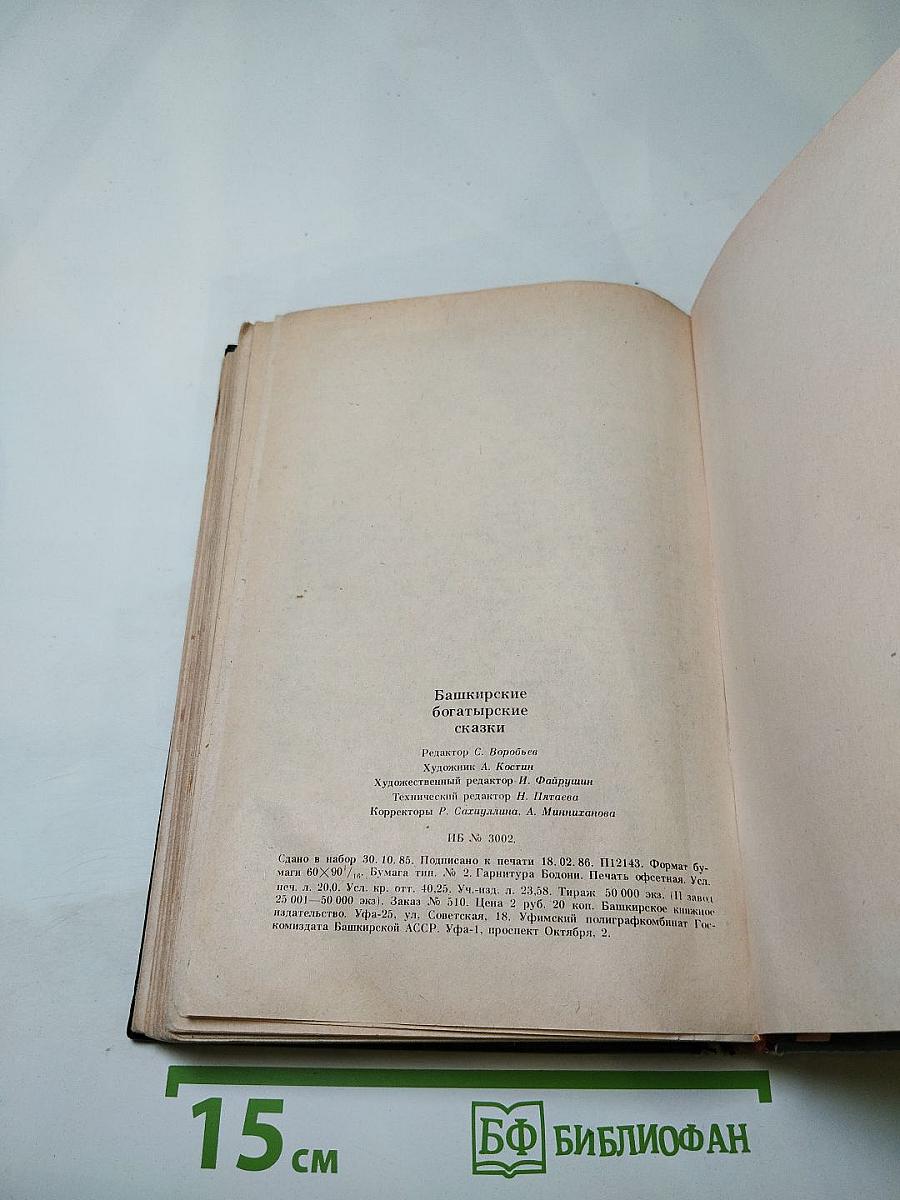 Башкирские
богатырские
сказки
Редактор С. Воробьев
Художник А. Костин
Художественный редактор И. Файрушин
Технический редактор Н. Пятаева
Корректоры Р. Сахиуллина, А. Минниханова
ИБ № 3002.
Сдано в набор 30. 10. 85. Подписано к печати 18. 02. 86. П12143. Формат бу-
маги 60×90¹/₁₆. Бумага тип. № 2. Гарнитура Бодони. Печать офсетная. Усл.
печ. л. 20,0. Усл. кр. отт. 40,25. Уч.-изд. л. 23,58. Тираж 50 000 экз. (II завод
25 001—50 000 экз). Заказ № 510. Цена 2 руб. 20 коп. Башкирское книжное
издательство. Уфа-25, ул. Советская, 18. Уфимский полиграфкомбинат Гос-
комиздата Башкирской АССР. Уфа-1, проспект Октября, 2.
15 см
БФ БИБЛИОФАН